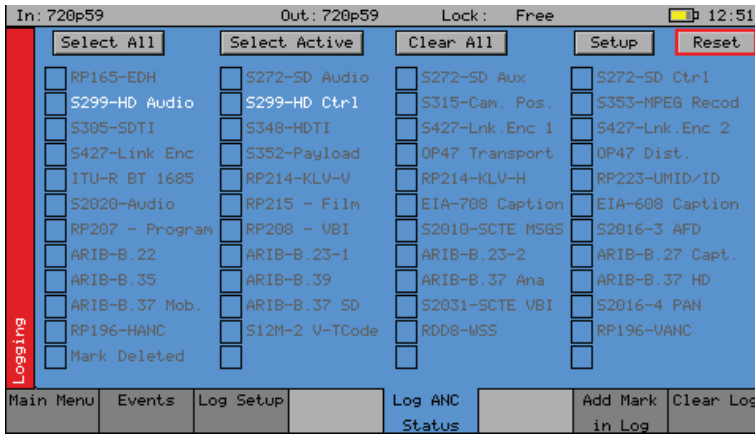 In: 720p59 Out: 720p59 Lock: Free 12:51
Select All Select Active Clear All Setup Reset
RP165-EDH S272-SD Audio S272-SD Aux S272-SD Ctrl
S299-HD Audio S299-HD Ctrl S315-Cam. Pos. S353-MPEG Recod
S305-SDTI S348-HDTI S427-Lnk.Enc 1 S427-Lnk.Enc 2
S427-Link Enc S352-Payload OP47 Transport OP47 Dist.
ITU-R BT 1685 RP214-KLV-V RP214-KLV-H RP223-UMID/ID
S2020-Audio RP215 - Film EIA-708 Caption EIA-608 Caption
RP207 - Program RP208 - VBI S2010-SCTE MSGS S2016-3 AFD
ARIB-B.22 ARIB-B.23-1 ARIB-B.23-2 ARIB-B.27 Capt.
ARIB-B.35 ARIB-B.39 ARIB-B.37 Ana ARIB-B.37 HD
ARIB-B.37 Mob. ARIB-B.37 SD S2031-SCTE VBI S2016-4 PAN
RP196-HANC S12M-2 V-TCode RDD8-WSS RP196-VANC
Mark Deleted
Logging
Main Menu Events Log Setup Log ANC Status Add Mark in Log Clear Log